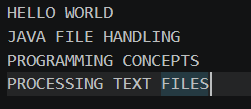 HELLO WORLD
JAVA FILE HANDLING
PROGRAMMING CONCEPTS
PROCESSING TEXT FILES